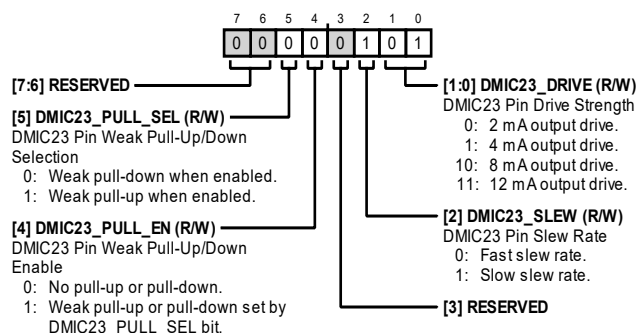 7 6 5 4 3 2 1 0
0 0 0 0 0 1 0 1
[7:6] RESERVED
[5] DMIC23_PULL_SEL (R/W)
DMIC23 Pin Weak Pull-Up/Down
Selection
0: Weak pull-down when enabled.
1: Weak pull-up when enabled.
[4] DMIC23_PULL_EN (R/W)
DMIC23 Pin Weak Pull-Up/Down
Enable
0: No pull-up or pull-down.
1: Weak pull-up or pull-down set by
DMIC23_PULL_SEL bit.
[1:0] DMIC23_DRIVE (R/W)
DMIC23 Pin Drive Strength
0: 2 mA output drive.
1: 4 mA output drive.
10: 8 mA output drive.
11: 12 mA output drive.
[2] DMIC23_SLEW (R/W)
DMIC23 Pin Slew Rate
0: Fast slew rate.
1: Slow slew rate.
[3] RESERVED